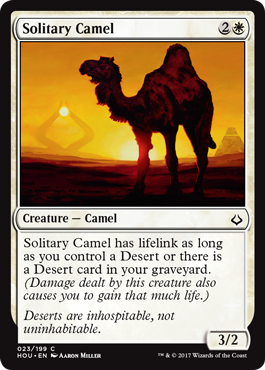 Solitary Camel 2
Creature — Camel
Solitary Camel has lifelink as long
as you control a Desert or there is
a Desert card in your graveyard.
(Damage dealt by this creature also
causes you to gain that much life.)
Deserts are inhospitable, not
uninhabitable.
3/2
023/199 C
HOU • EN AARON MILLER
™ & © 2017 Wizards of the Coast